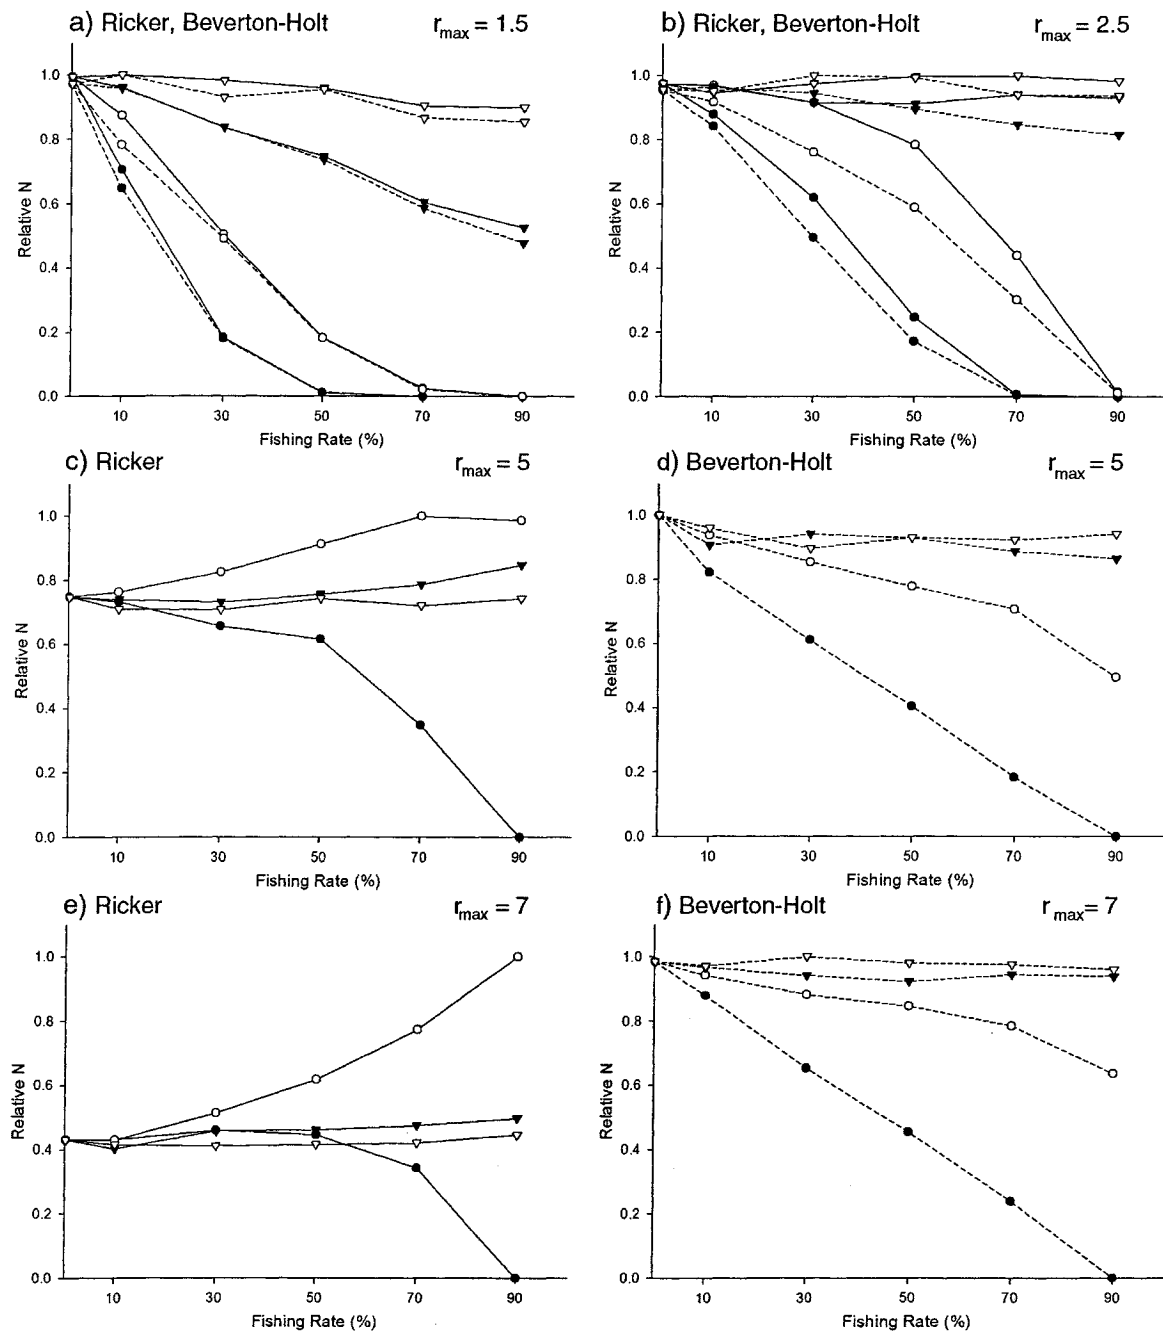 a) Ricker, Beverton-Holt r_max = 1.5
1.0
0.8
0.6
0.4
0.2
0.0
Relative N
10 30 50 70 90
Fishing Rate (%)
b) Ricker, Beverton-Holt r_max = 2.5
1.0
0.8
0.6
0.4
0.2
0.0
Relative N
10 30 50 70 90
Fishing Rate (%)
c) Ricker r_max = 5
1.0
0.8
0.6
0.4
0.2
0.0
Relative N
10 30 50 70 90
Fishing Rate (%)
d) Beverton-Holt r_max = 5
1.0
0.8
0.6
0.4
0.2
0.0
Relative N
10 30 50 70 90
Fishing Rate (%)
e) Ricker r_max = 7
1.0
0.8
0.6
0.4
0.2
0.0
Relative N
10 30 50 70 90
Fishing Rate (%)
f) Beverton-Holt r_max = 7
1.0
0.8
0.6
0.4
0.2
0.0
Relative N
10 30 50 70 90
Fishing Rate (%)